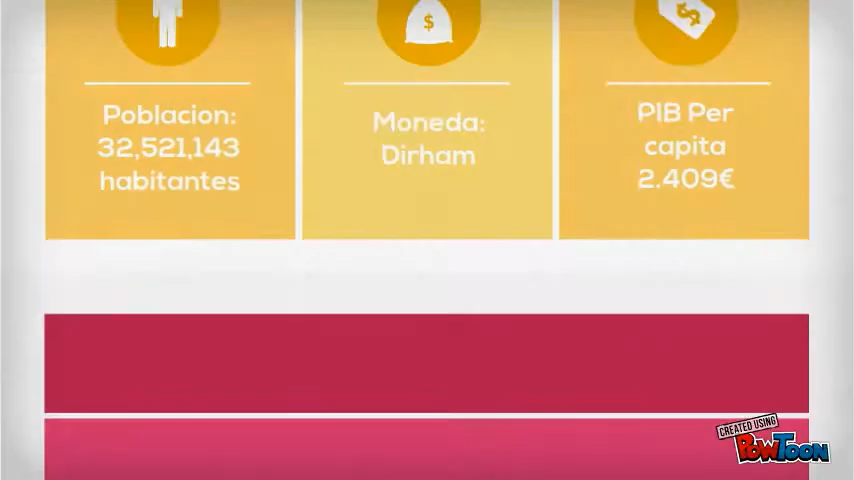 Poblacion:
32,521,143
habitantes
Moneda:
Dirham
PIB Per
capita
2.409€
CREATED USING
PowToon